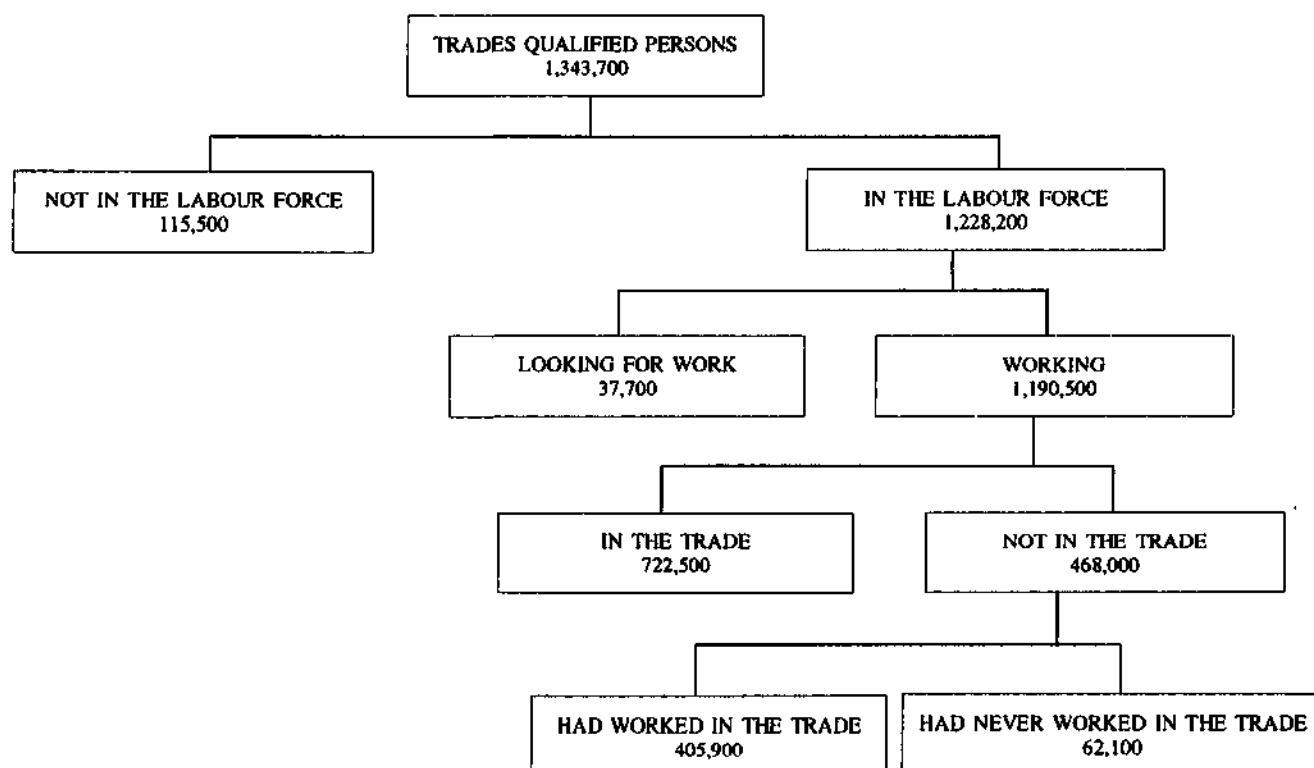 TRADES QUALIFIED PERSONS
1,343,700
NOT IN THE LABOUR FORCE
115,500
IN THE LABOUR FORCE
1,228,200
LOOKING FOR WORK
37,700
WORKING
1,190,500
IN THE TRADE
722,500
NOT IN THE TRADE
468,000
HAD WORKED IN THE TRADE
405,900
HAD NEVER WORKED IN THE TRADE
62,100